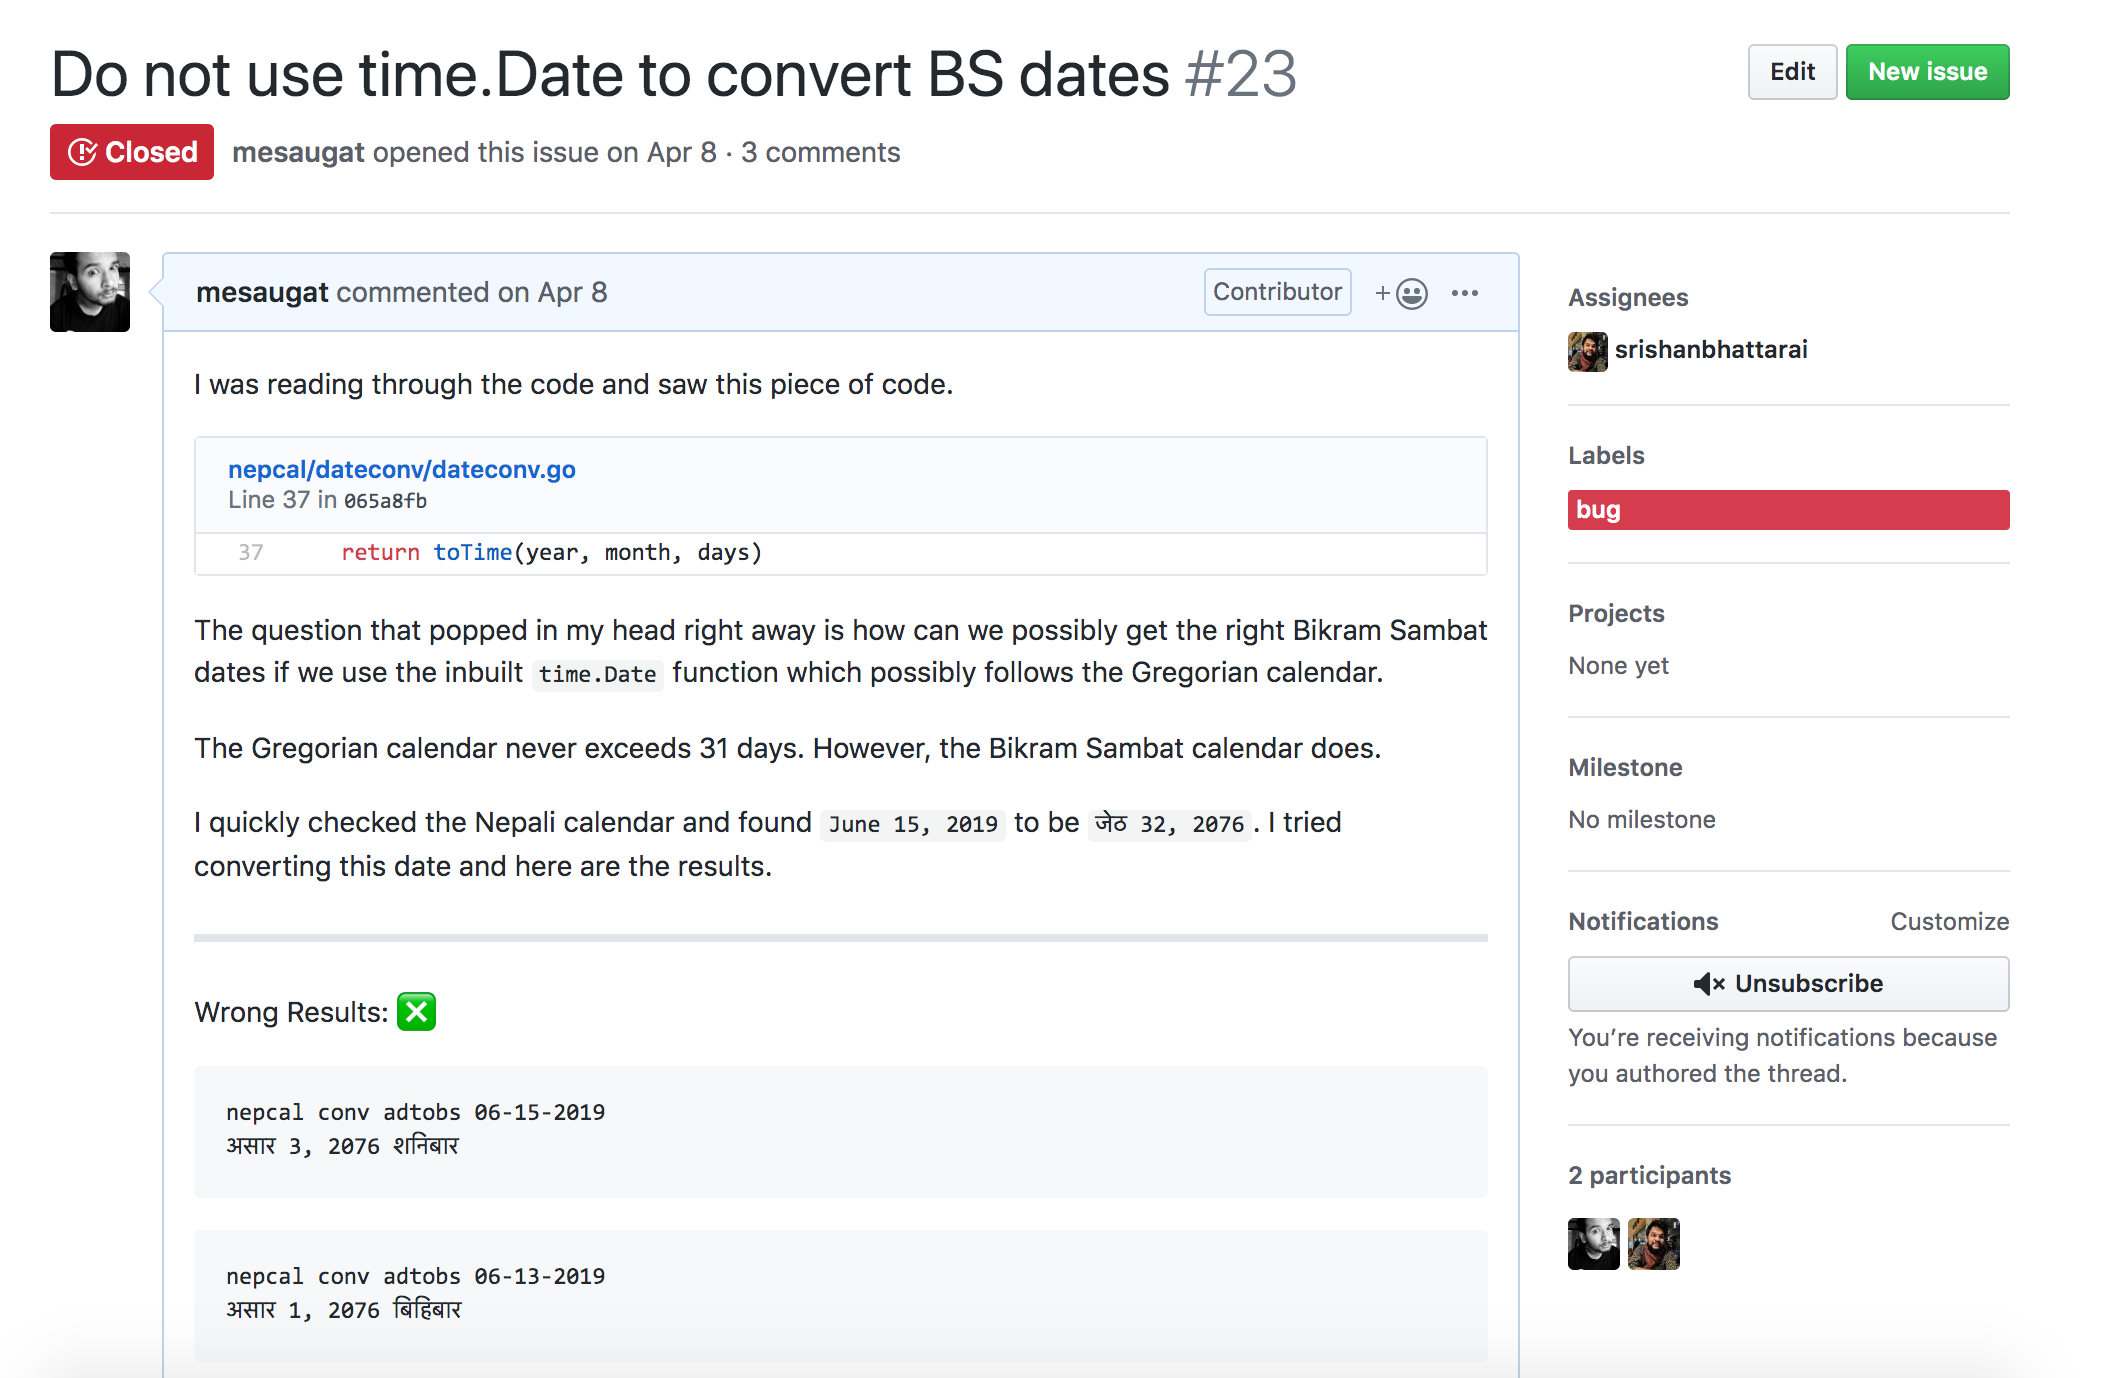 Do not use time.Date to convert BS dates #23
Edit
New issue
Closed
mesaugat opened this issue on Apr 8 · 3 comments
mesaugat commented on Apr 8
Contributor
I was reading through the code and saw this piece of code.
nepcal/dateconv/dateconv.go
Line 37 in 065a8fb
37 return toTime(year, month, days)
The question that popped in my head right away is how can we possibly get the right Bikram Sambat
dates if we use the inbuilt time.Date function which possibly follows the Gregorian calendar.
The Gregorian calendar never exceeds 31 days. However, the Bikram Sambat calendar does.
I quickly checked the Nepali calendar and found June 15, 2019 to be जेठ 32, 2076. I tried
converting this date and here are the results.
Wrong Results: ❎
nepcal conv adtobs 06-15-2019
असार 3, 2076 शनिबार
nepcal conv adtobs 06-13-2019
असार 1, 2076 बिहिबार
Assignees
srishanbhattarai
Labels
bug
Projects
None yet
Milestone
No milestone
Notifications
Customize
Unsubscribe
You’re receiving notifications because
you authored the thread.
2 participants